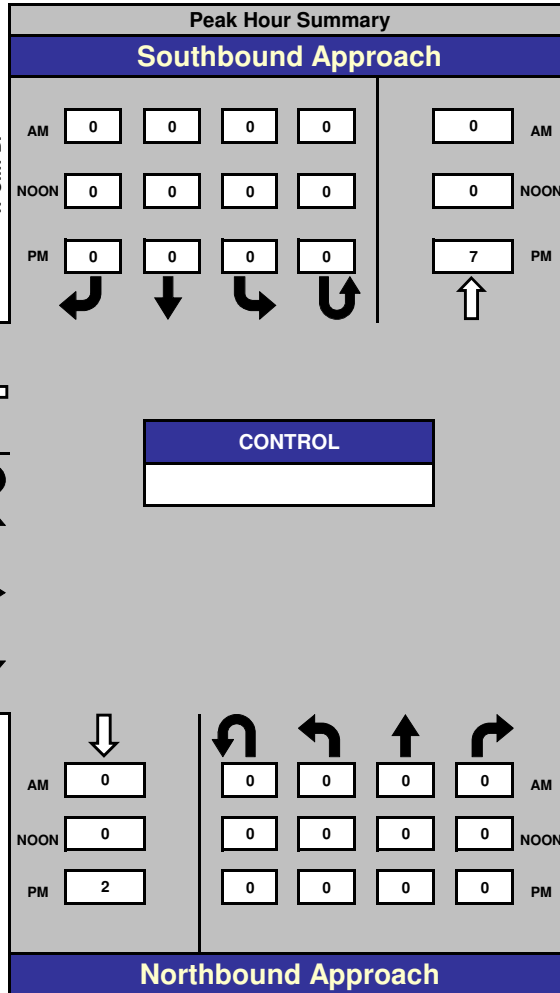 Peak Hour Summary
Southbound Approach
AM 0 0 0 0 0 AM
NOON 0 0 0 0 0 NOON
PM 0 0 0 0 7 PM
CONTROL
AM 0 0 0 0 0 AM
NOON 0 0 0 0 0 NOON
PM 2 0 0 0 0 PM
Northbound Approach